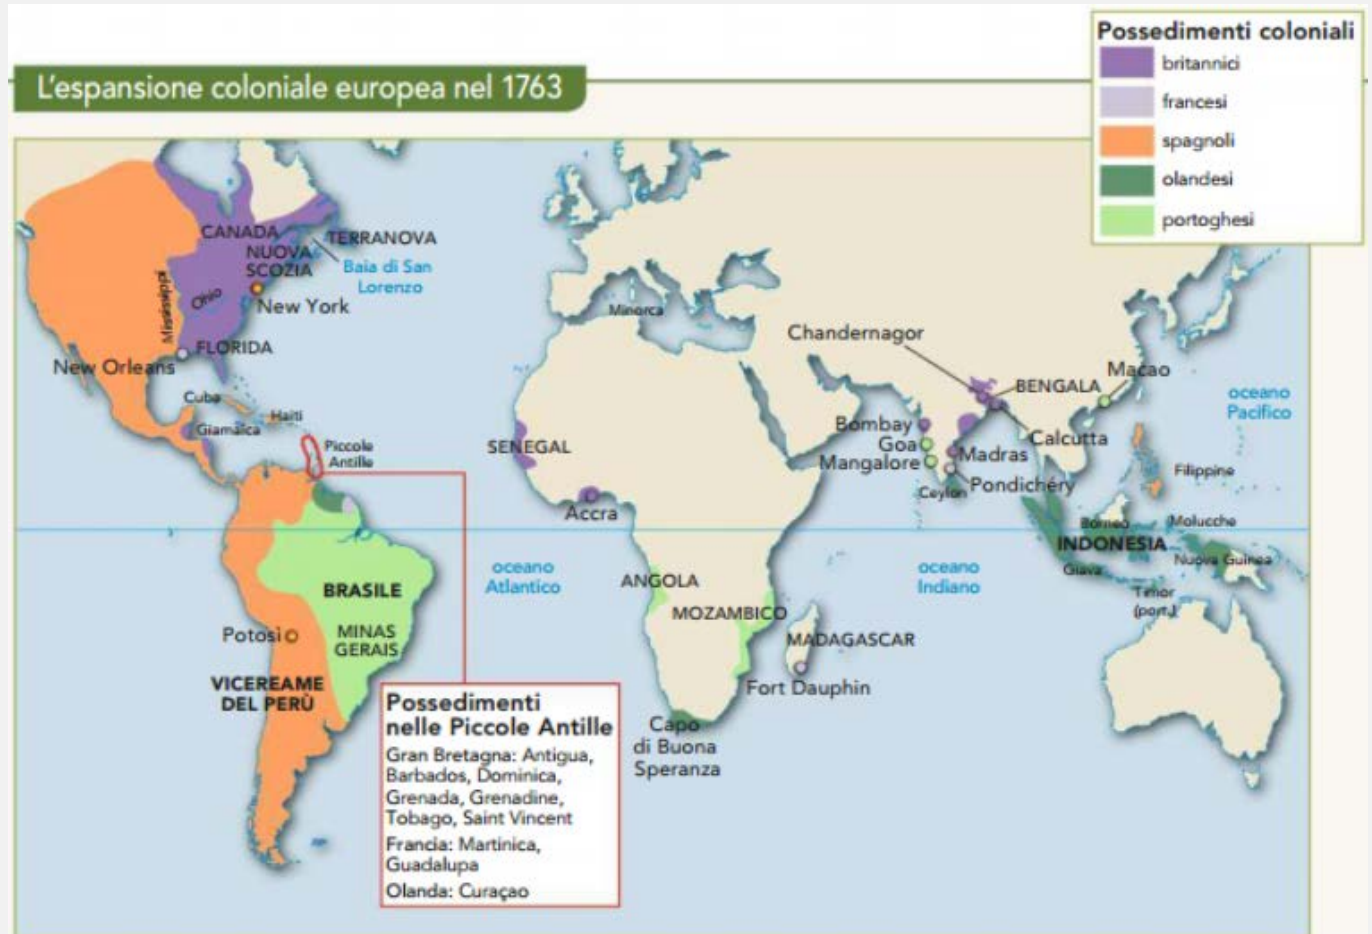 Possedimenti coloniali
britannici
francesi
spagnoli
olandesi
portoghesi
L'espansione coloniale europea nel 1763
CANADA
TERRANOVA
NUOVA
SCOZIA
Baia di San
Lorenzo
Mississipi
Ohio
New York
Minorca
FLORIDA
New Orleans
Chandernagor
BENGALA
Macao
oceano
Pacifico
Cuba
Haiti
Giamaica
Piccole
Antille
SENEGAL
Bombay
Goa
Mangalore
Calcutta
Madras
Pondichéry
Ceylon
Filippine
Accra
Borneo
Molucche
INDONESIA
Nuova Guinea
Giava
Timor
(port.)
oceano
Atlantico
oceano
Indiano
ANGOLA
MOZAMBICO
BRASILE
MINAS
GERAIS
Potosì
MADAGASCAR
Fort Dauphin
VICEREAME
DEL PERÙ
Capo
di Buona
Speranza
Possedimenti
nelle Piccole Antille
Gran Bretagna: Antigua,
Barbados, Dominica,
Grenada, Grenadine,
Tobago, Saint Vincent
Francia: Martinica,
Guadalupa
Olanda: Curaçao